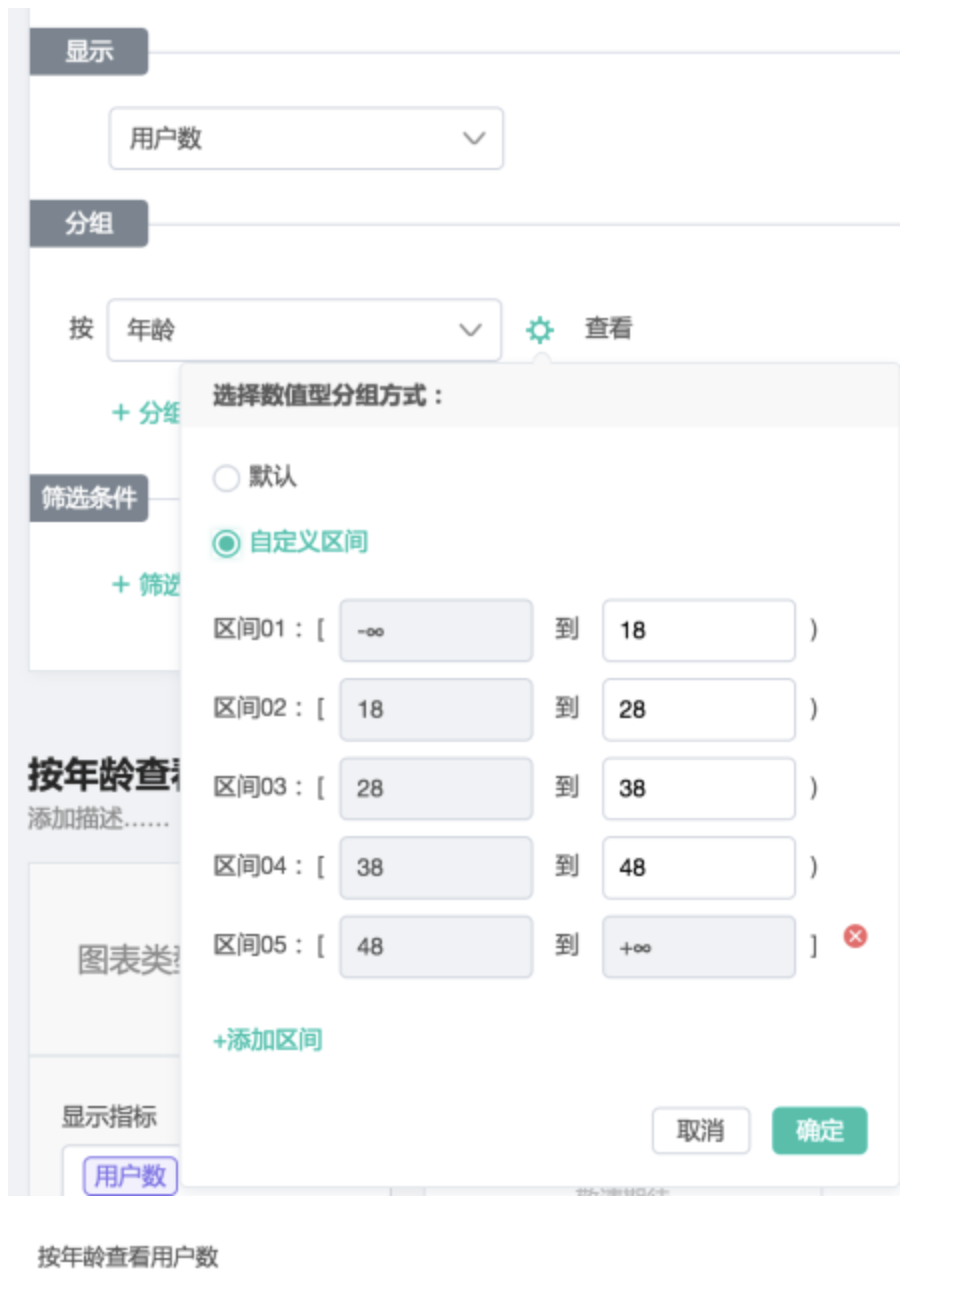 显示
用户数
分组
按 年龄 查看
选择数值型分组方式：
+ 分组
默认
筛选条件
自定义区间
+ 筛选
区间01：[ -∞ 到 18 )
区间02：[ 18 到 28 )
按年龄查看
区间03：[ 28 到 38 )
添加描述……
区间04：[ 38 到 48 )
区间05：[ 48 到 +∞ ]
图表类型
+添加区间
显示指标
取消 确定
用户数
敬请期待
按年龄查看用户数